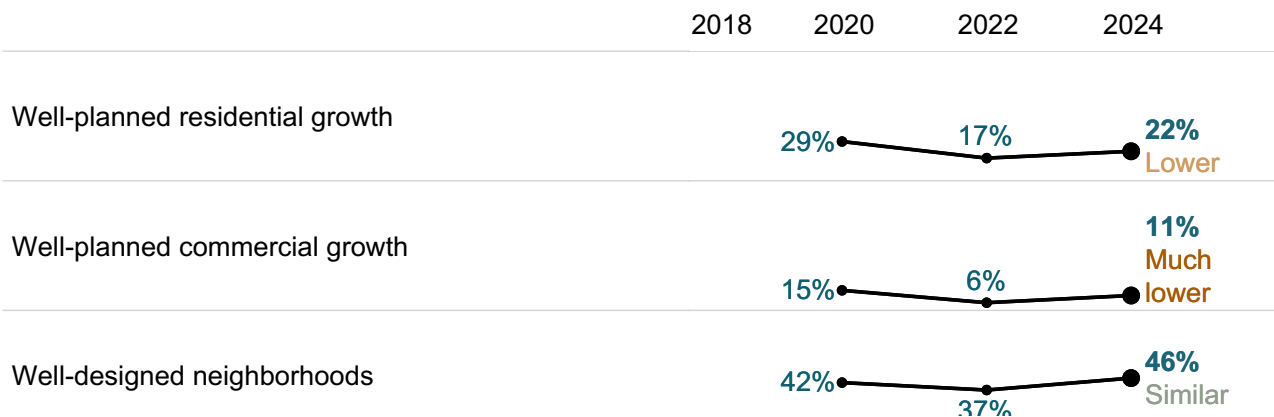 2018 2020 2022 2024
Well-planned residential growth
29% 17% 22%
Lower
Well-planned commercial growth
15% 6% 11%
Much
lower
Well-designed neighborhoods
42% 37% 46%
Similar